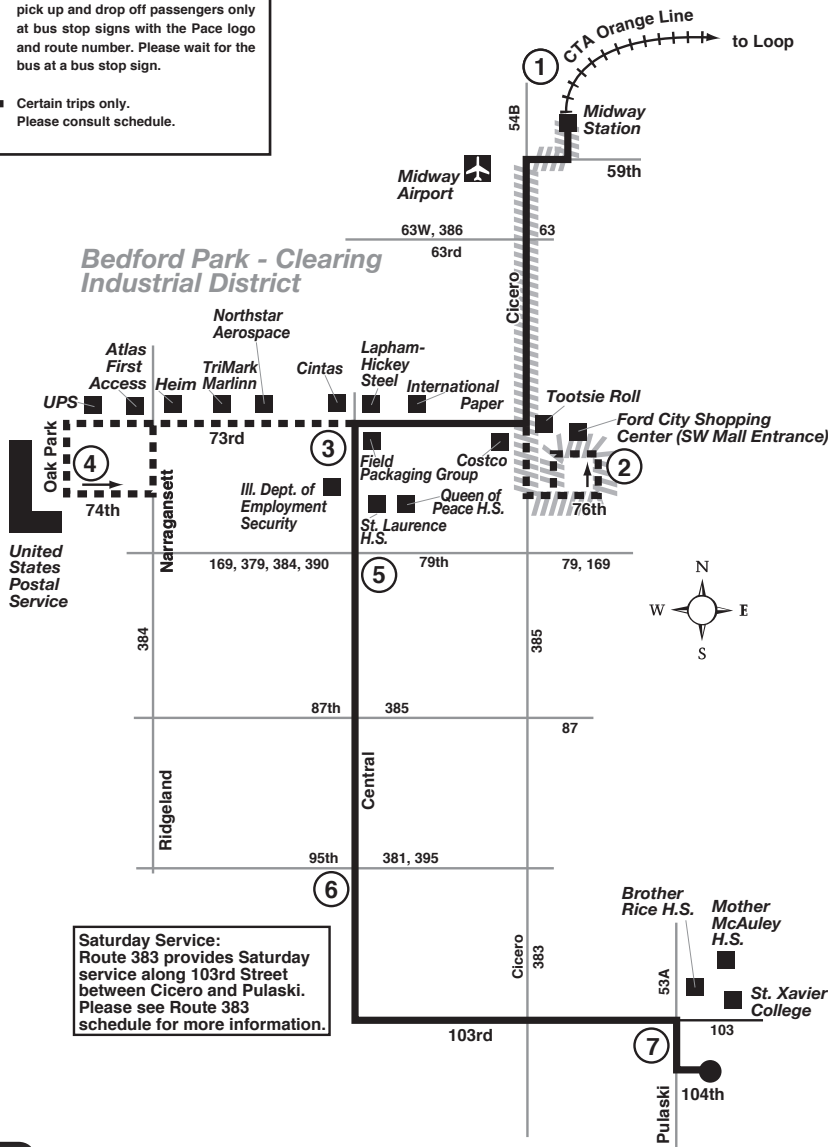 pick up and drop off passengers only
at bus stop signs with the Pace logo
and route number. Please wait for the
bus at a bus stop sign.
Certain trips only.
Please consult schedule.
1
CTA Orange Line
to Loop
54B
Midway
Station
Midway
Airport
59th
63W, 386
63
63rd
Bedford Park - Clearing
Industrial District
Cicero
Northstar
Aerospace
Atlas
First
Access
Heim
TriMark
Marlinn
Cintas
Lapham-
Hickey
Steel
International
Paper
UPS
Tootsie Roll
Ford City Shopping
Center (SW Mall Entrance)
73rd
3
Oak Park
4
74th
Narragansett
Field
Packaging Group
Costco
2
76th
Ill. Dept. of
Employment
Security
Queen of
Peace H.S.
St. Laurence
H.S.
United
States
Postal
Service
169, 379, 384, 390
79th
79, 169
5
N
W
E
S
384
385
87th
385
87
Ridgeland
Central
95th
381, 395
6
Brother
Rice H.S.
Mother
McAuley
H.S.
Saturday Service:
Route 383 provides Saturday
service along 103rd Street
between Cicero and Pulaski.
Please see Route 383
schedule for more information.
Cicero
383
53A
St. Xavier
College
103rd
103
7
104th
Pulaski